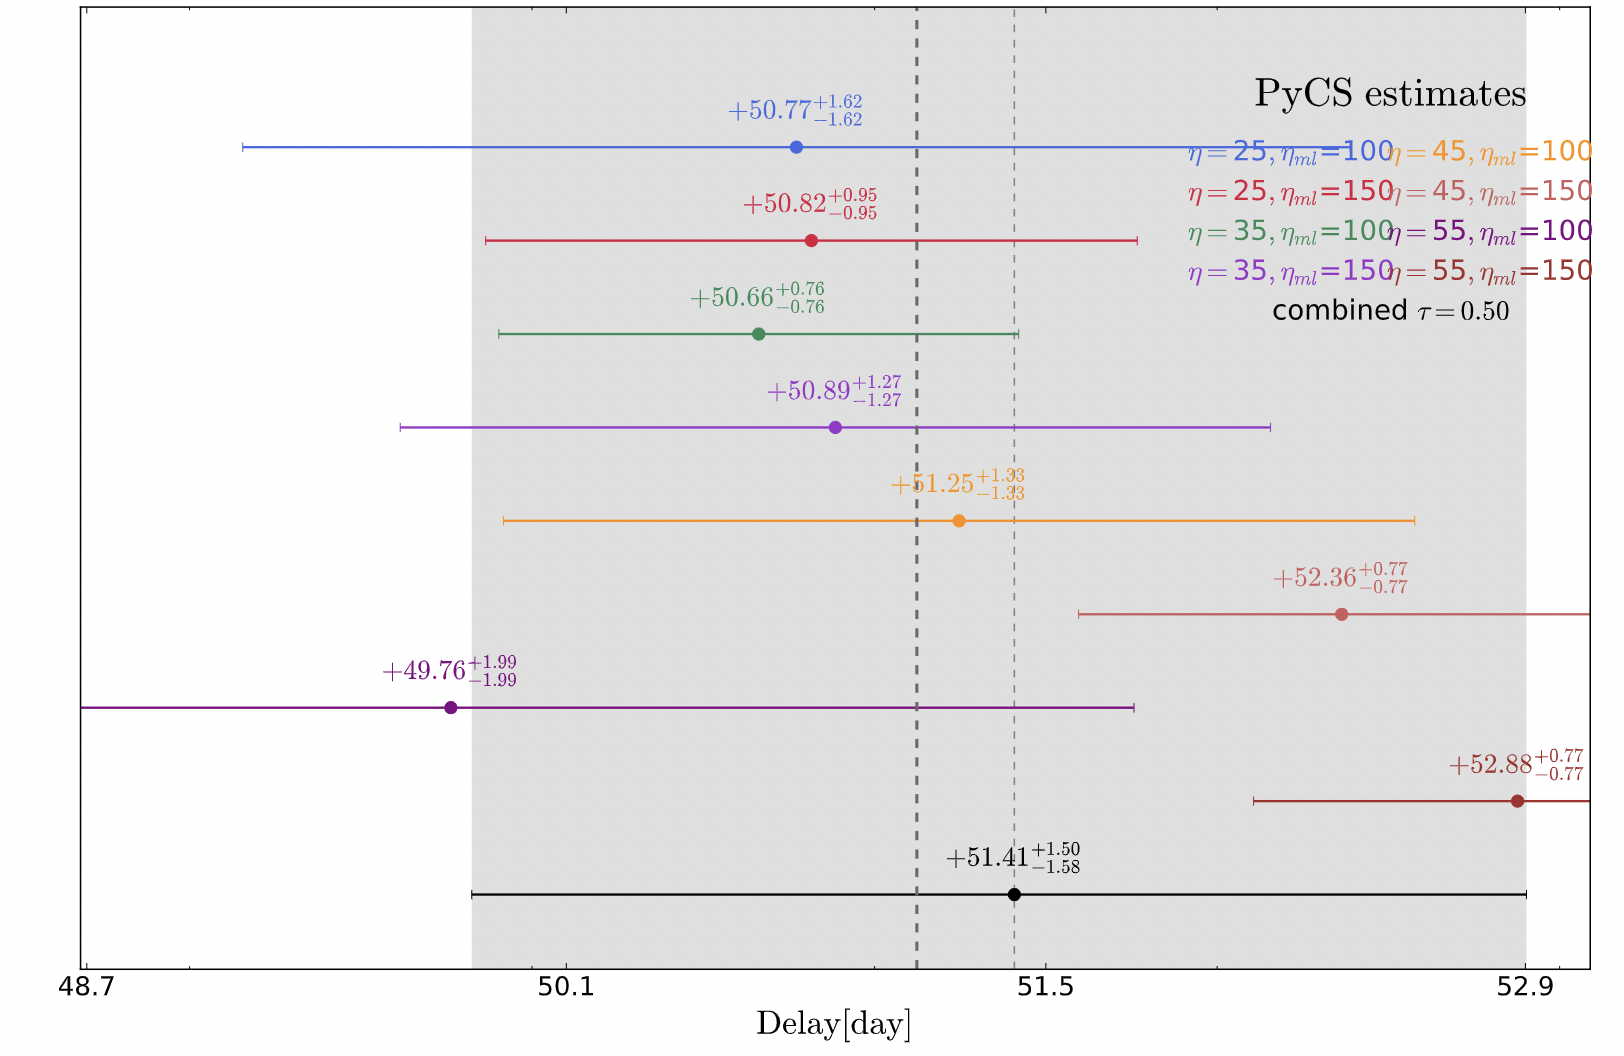 PyCS estimates
+50.77+1.62−1.62
η = 25, ηml=100 η = 45, ηml=100
η = 25, ηml=150 η = 45, ηml=150
+50.82+0.95−0.95
η = 35, ηml=100 η = 55, ηml=100
η = 35, ηml=150 η = 55, ηml=150
+50.66+0.76−0.76
combined τ = 0.50
+50.89+1.27−1.27
+51.25+1.33−1.33
+52.36+0.77−0.77
+49.76+1.99−1.99
+52.88+0.77−0.77
+51.41+1.50−1.58
48.7 50.1 51.5 52.9
Delay[day]